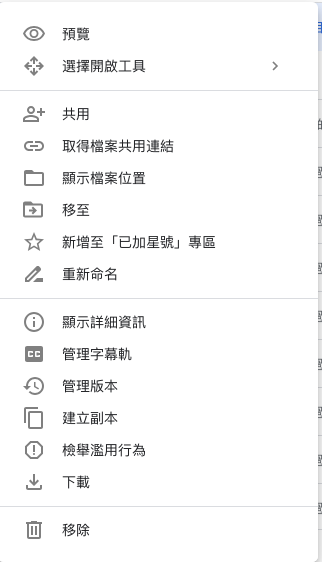 預覽
選擇開啟工具
共用
取得檔案共用連結
顯示檔案位置
移至
新增至「已加星號」專區
重新命名
顯示詳細資訊
CC 管理字幕軌
管理版本
建立副本
檢舉濫用行為
下載
移除